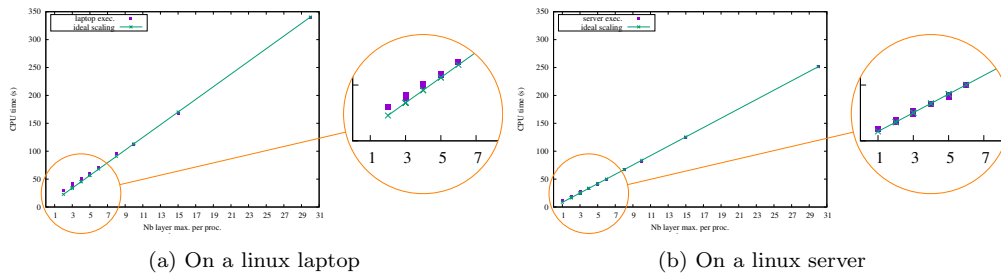 350
300
250
200
150
100
50
0
CPU time (s)
laptop exec.
ideal scaling
1 3 5 7 9 11 13 15 17 19 21 23 25 27 29 31
Nb layer max. per proc.
1 3 5 7
(a) On a linux laptop
350
300
250
200
150
100
50
0
CPU time (s)
server exec.
ideal scaling
1 3 5 7 9 11 13 15 17 19 21 23 25 27 29 31
Nb layer max. per proc.
1 3 5 7
(b) On a linux server